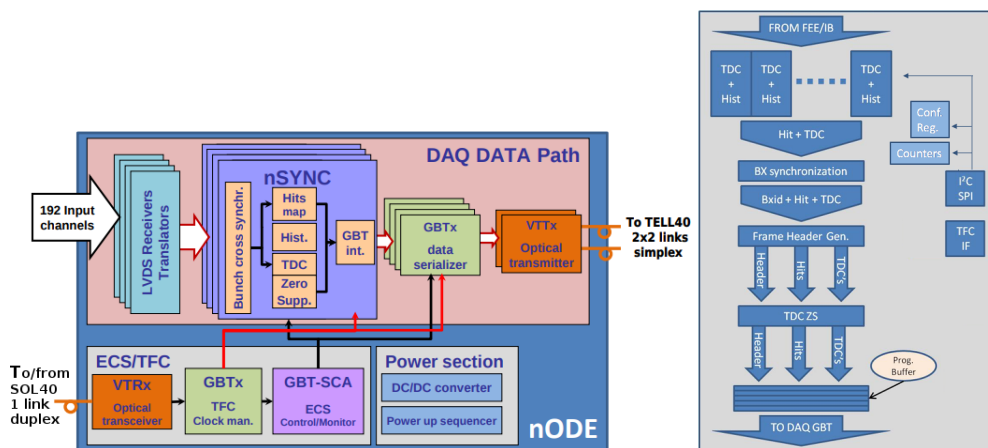 DAQ DATA Path
192 Input
channels
LVDS Receivers
Translators
nSYNC
Bunch cross synchr.
Hits
map
Hist.
TDC
Zero
Supp.
GBT
int.
GBTx
data
serializer
VTTx
Optical
transmitter
To TELL40
2x2 links
simplex
ECS/TFC
To/from
SOL40
1 link
duplex
VTRx
Optical
transceiver
GBTx
TFC
Clock man.
GBT-SCA
ECS
Control/Monitor
Power section
DC/DC converter
Power up sequencer
nODE
FROM FEE/IB
TDC
+
Hist
TDC
+
Hist
TDC
+
Hist
Conf.
Reg.
Counters
I²C
SPI
TFC
IF
Hit + TDC
BX synchronization
Bxid + Hit + TDC
Frame Header Gen.
Header
Hits
TDC's
TDC ZS
Header
Hits
TDC's
Prog.
Buffer
TO DAQ GBT